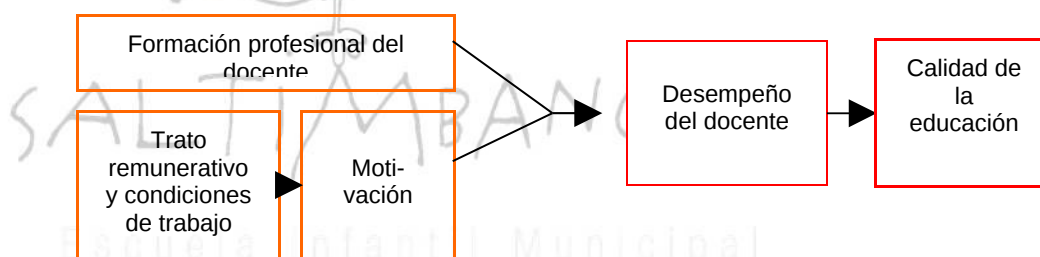 Formación profesional del
docente
Trato
remunerativo
y condiciones
de trabajo
Moti-
vación
Desempeño
del docente
Calidad de
la
educación
SALTIMBANC
Escuela Infantil Municipal